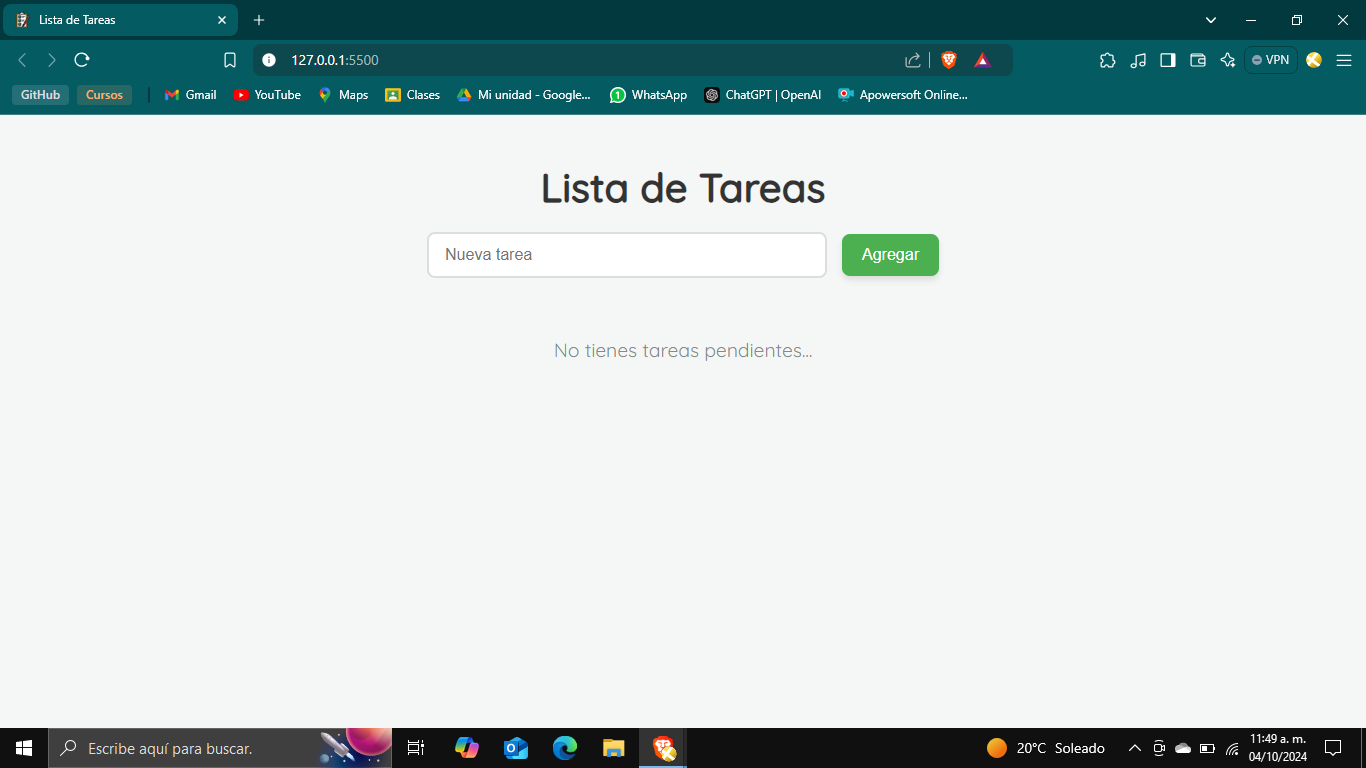 Lista de Tareas
127.0.0.1:5500
VPN
GitHub Cursos Gmail YouTube Maps Clases Mi unidad - Google... WhatsApp ChatGPT | OpenAI Apowersoft Online...
Lista de Tareas
Nueva tarea Agregar
No tienes tareas pendientes...
Escribe aquí para buscar.
20°C Soleado
11:49 a. m.
04/10/2024